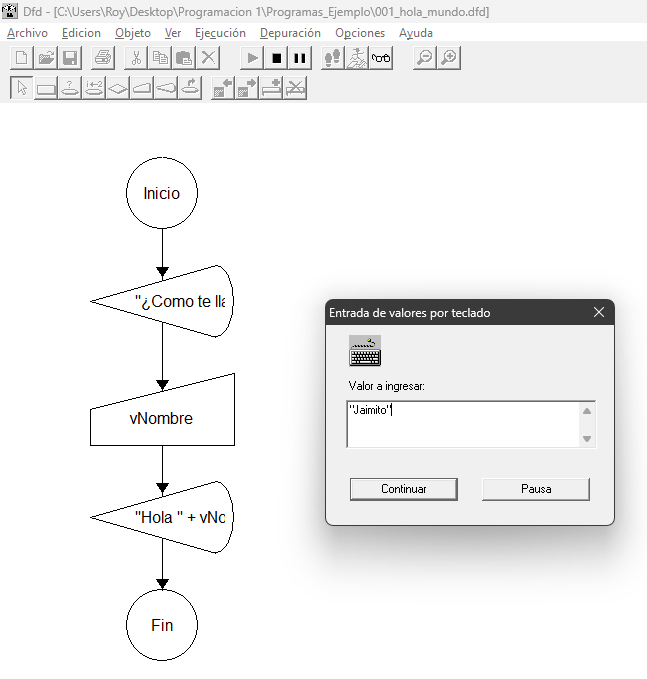 Dfd - [C:\Users\Roy\Desktop\Programacion 1\Programas_Ejemplo\001_hola_mundo.dfd]
Archivo Edicion Objeto Ver Ejecución Depuración Opciones Ayuda
Inicio
"¿Como te lla
vNombre
"Hola " + vNo
Fin
Entrada de valores por teclado
Valor a ingresar:
"Jaimito"
Continuar Pausa